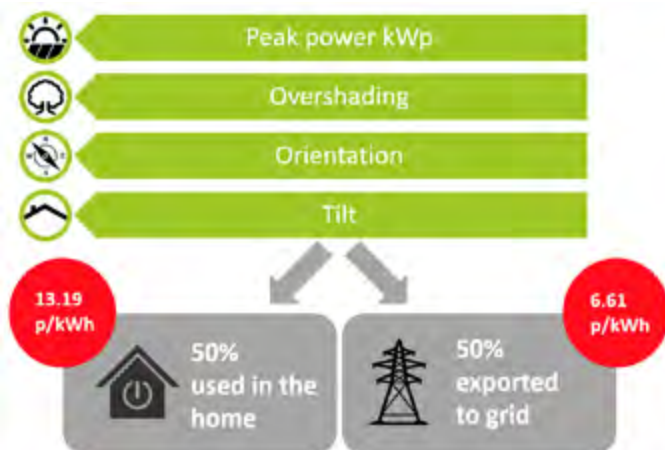 Peak power kWp
Overshading
Orientation
Tilt
13.19
p/kWh
6.61
p/kWh
50%
used in the
home
50%
exported
to grid